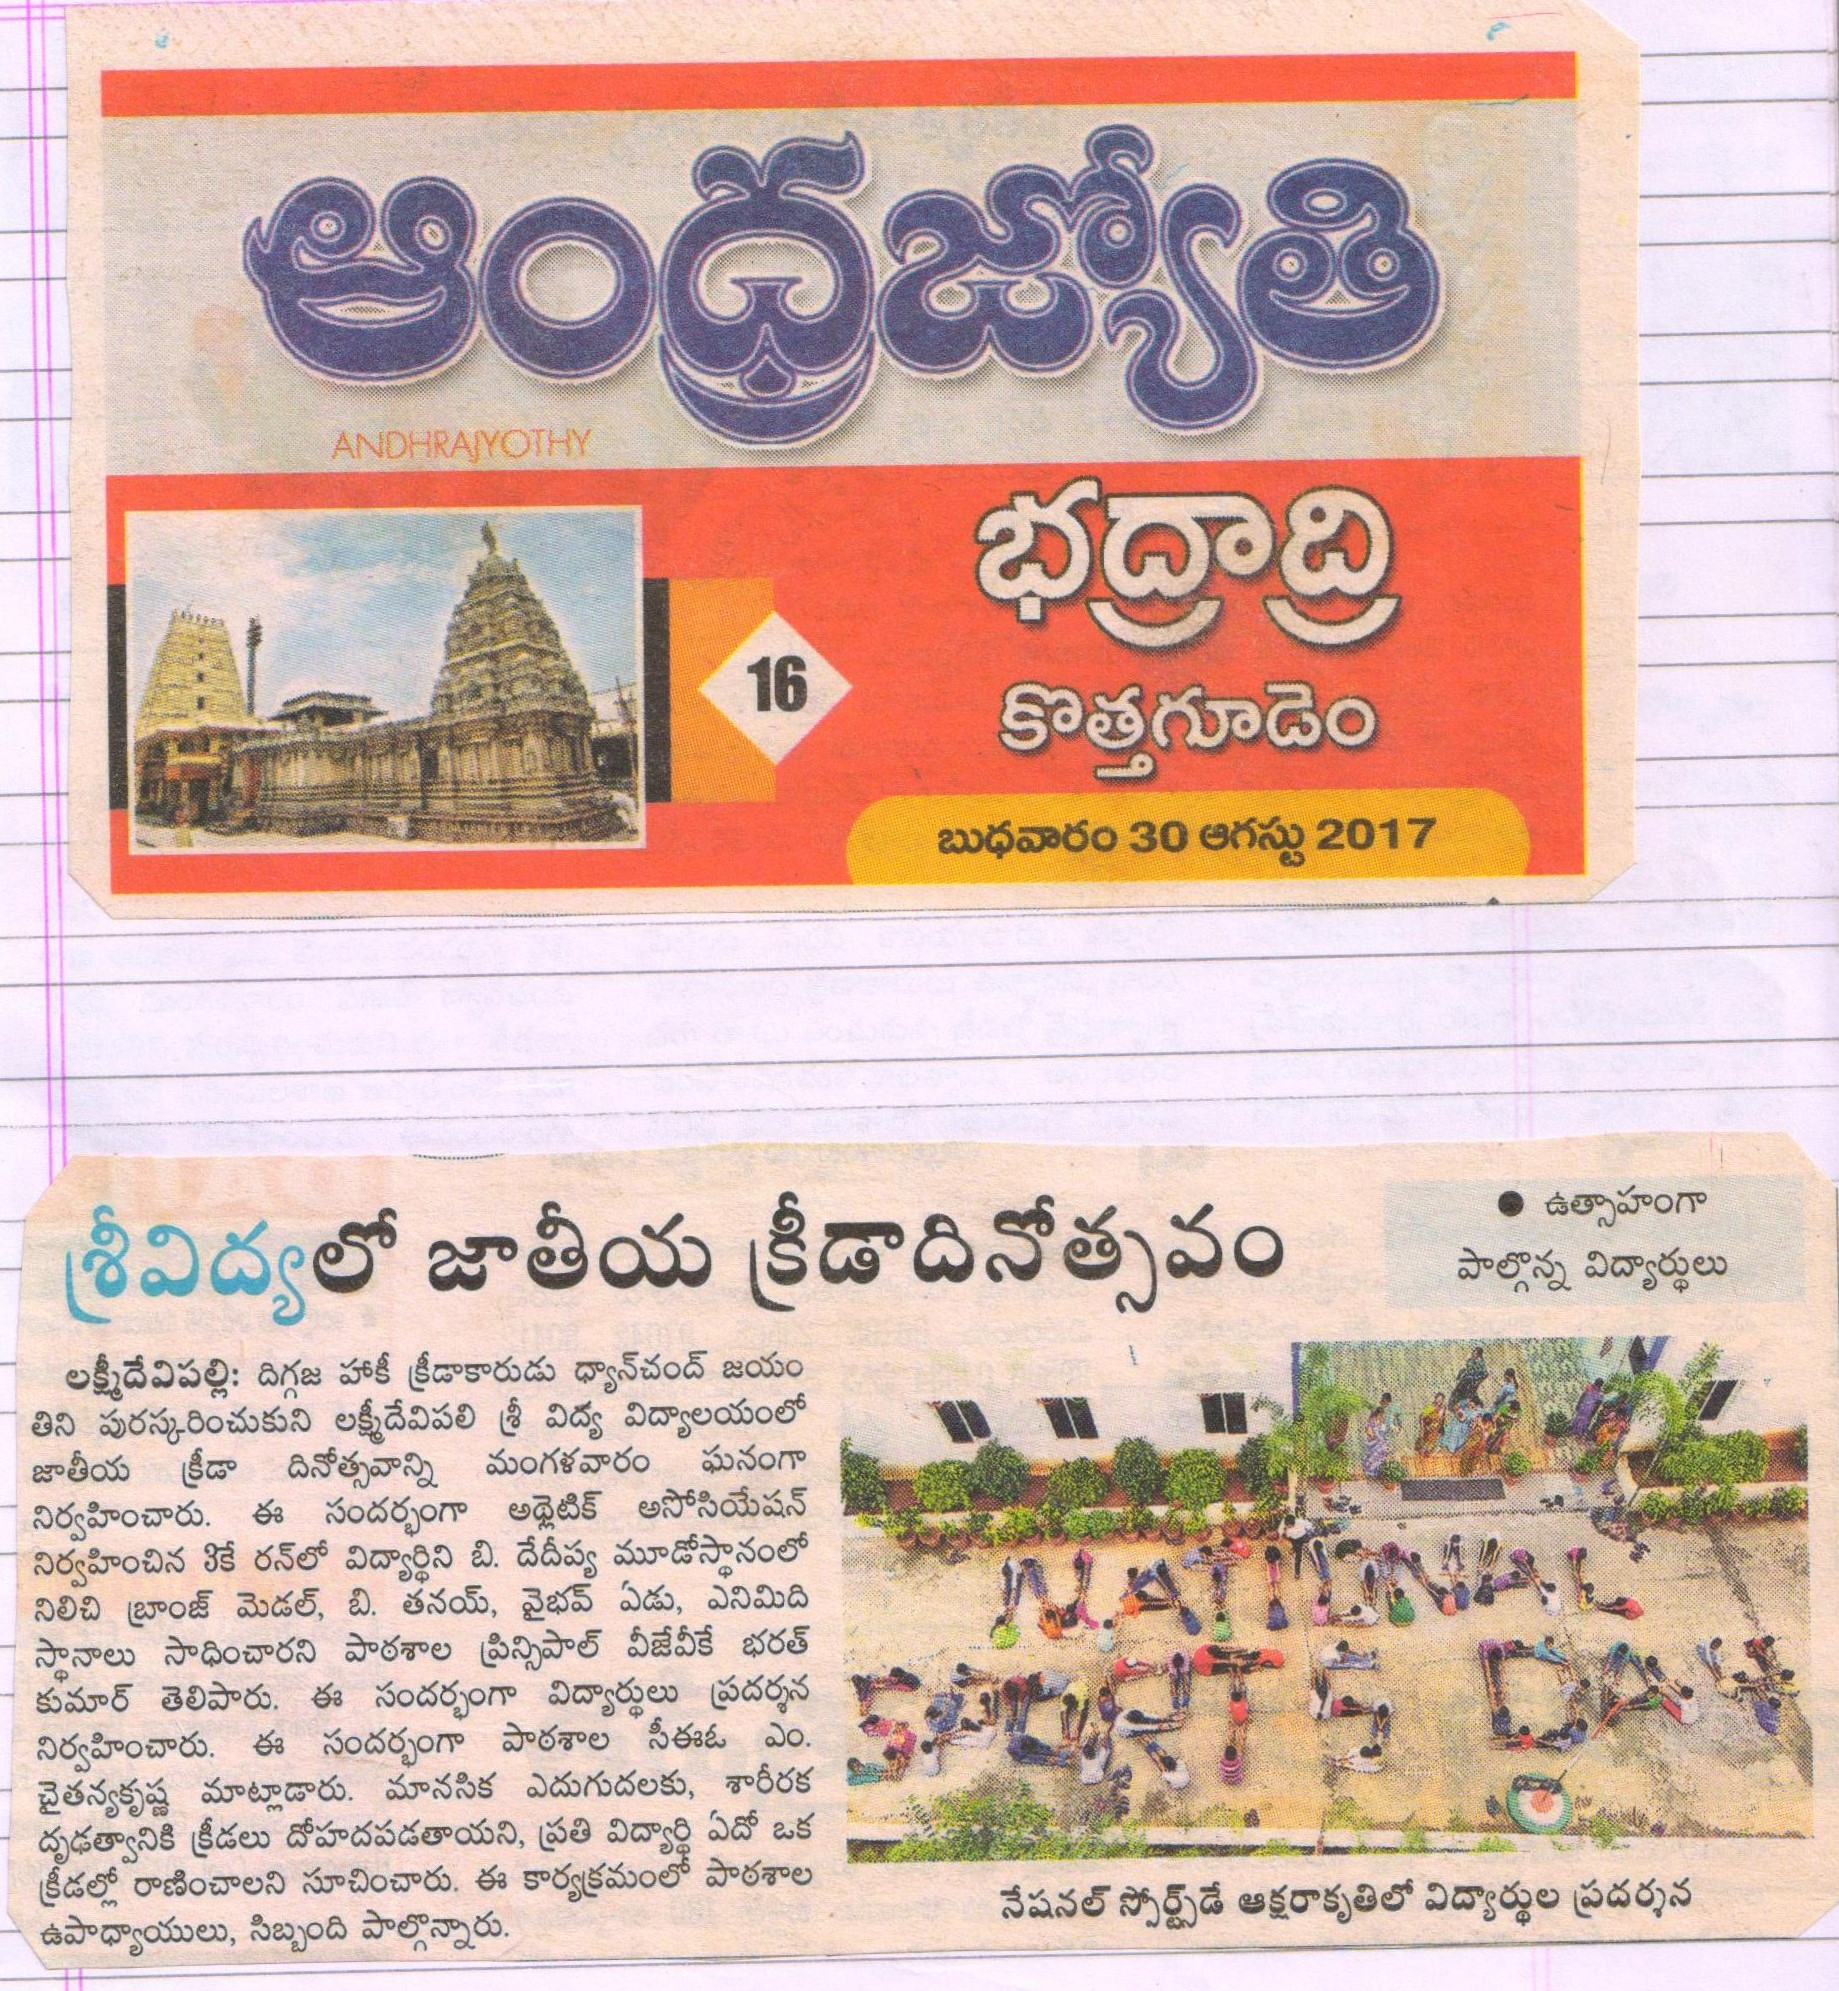 ఆంధ్రజ్యోతి
ANDHRAJYOTHY
భద్రాద్రి
16
కొత్తగూడెం
బుధవారం 30 ఆగస్టు 2017
శ్రీవిద్యలో జాతీయ క్రీడాదినోత్సవం
● ఉత్సాహంగా
పాల్గొన్న విద్యార్థులు
లక్ష్మీదేవిపల్లి: దిగ్గజ హాకీ క్రీడాకారుడు ధ్యాన్‌చంద్ జయం
తిని పురస్కరించుకుని లక్ష్మీదేవిపలి శ్రీ విద్య విద్యాలయంలో
జాతీయ క్రీడా దినోత్సవాన్ని మంగళవారం ఘనంగా
నిర్వహించారు. ఈ సందర్భంగా అథ్లెటిక్ అసోసియేషన్
నిర్వహించిన 3కే రన్‌లో విద్యార్థిని బి. దేదీప్య మూడోస్థానంలో
నిలిచి బ్రాంజ్ మెడల్, బి. తనయ్, వైభవ్ ఏడు, ఎనిమిది
స్థానాలు సాధించారని పాఠశాల ప్రిన్సిపాల్ వీజేవీకే భరత్
కుమార్ తెలిపారు. ఈ సందర్భంగా విద్యార్థులు ప్రదర్శన
నిర్వహించారు. ఈ సందర్భంగా పాఠశాల సీఈఓ ఎం.
చైతన్యకృష్ణ మాట్లాడారు. మానసిక ఎదుగుదలకు, శారీరక
దృఢత్వానికి క్రీడలు దోహదపడతాయని, ప్రతి విద్యార్థి ఏదో ఒక
క్రీడల్లో రాణించాలని సూచించారు. ఈ కార్యక్రమంలో పాఠశాల
ఉపాధ్యాయులు, సిబ్బంది పాల్గొన్నారు.
NATIONAL
SPORTS DAY
నేషనల్ స్పోర్ట్స్‌డే ఆక్షరాకృతిలో విద్యార్థుల ప్రదర్శన